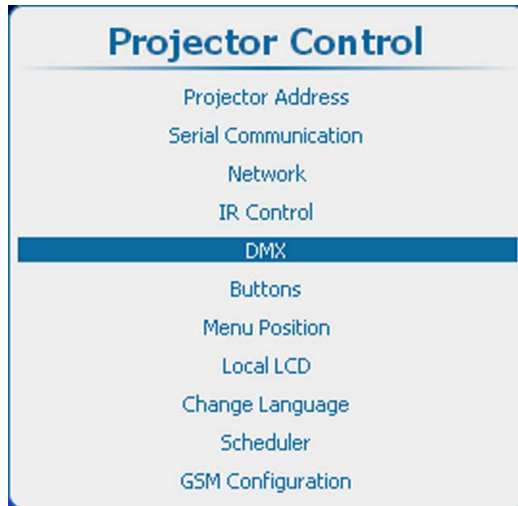 Projector Control
Projector Address
Serial Communication
Network
IR Control
DMX
Buttons
Menu Position
Local LCD
Change Language
Scheduler
GSM Configuration